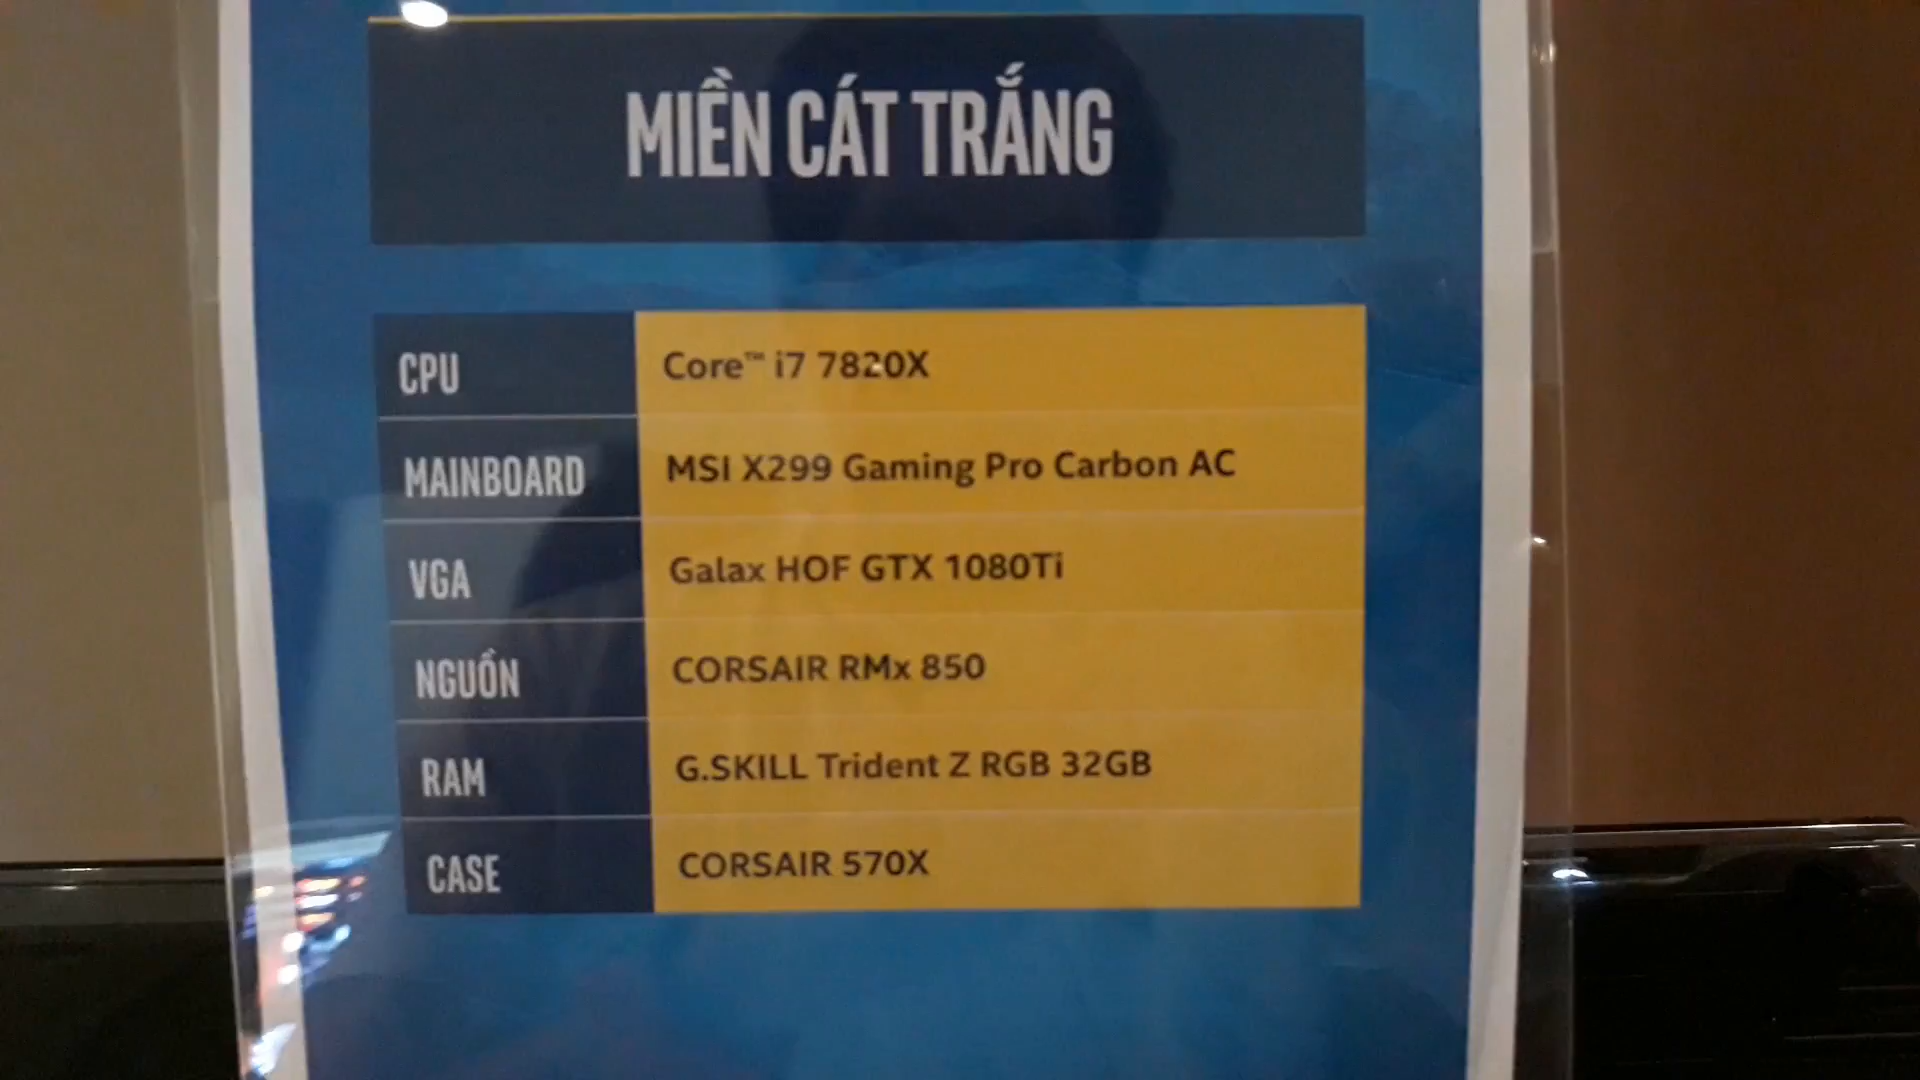 MIỀN CÁT TRẮNG
CPU Core™ i7 7820X
MAINBOARD MSI X299 Gaming Pro Carbon AC
VGA Galax HOF GTX 1080Ti
NGUỒN CORSAIR RMx 850
RAM G.SKILL Trident Z RGB 32GB
CASE CORSAIR 570X